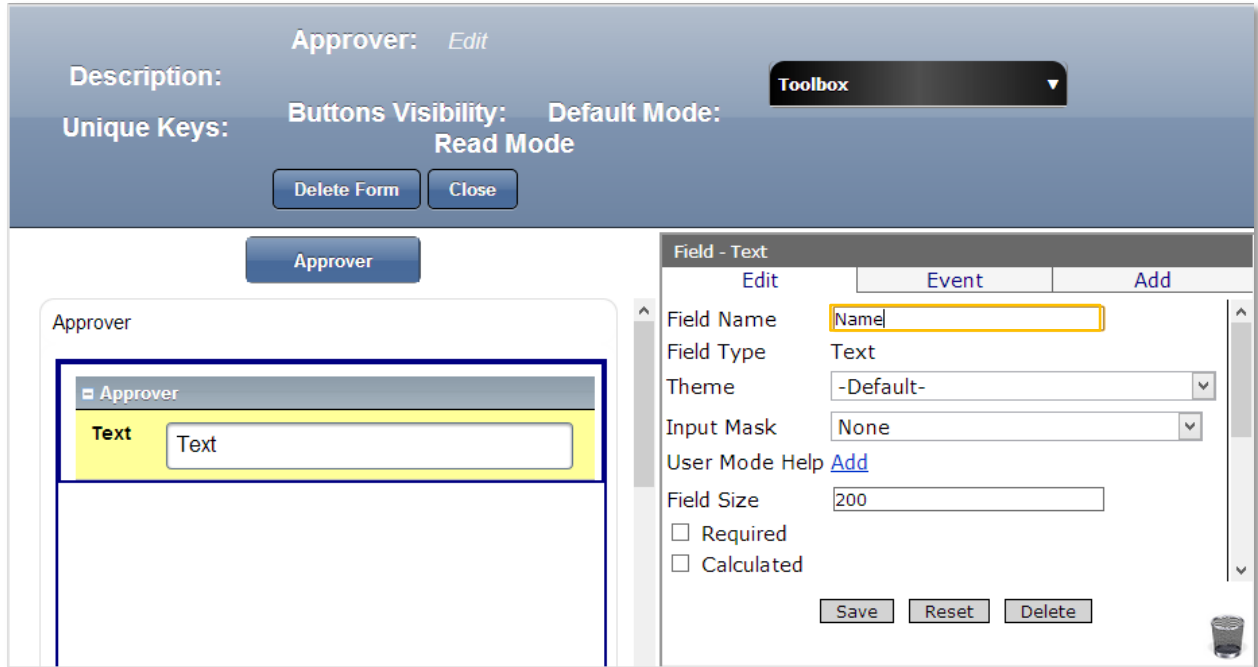 Approver: Edit
Description:
Toolbox
Unique Keys:
Buttons Visibility: Default Mode:
Read Mode
Delete Form Close
Approver
Approver
Approver
Text Text
Field - Text
Edit Event Add
Field Name Name
Field Type Text
Theme -Default-
Input Mask None
User Mode Help Add
Field Size 200
Required
Calculated
Save Reset Delete